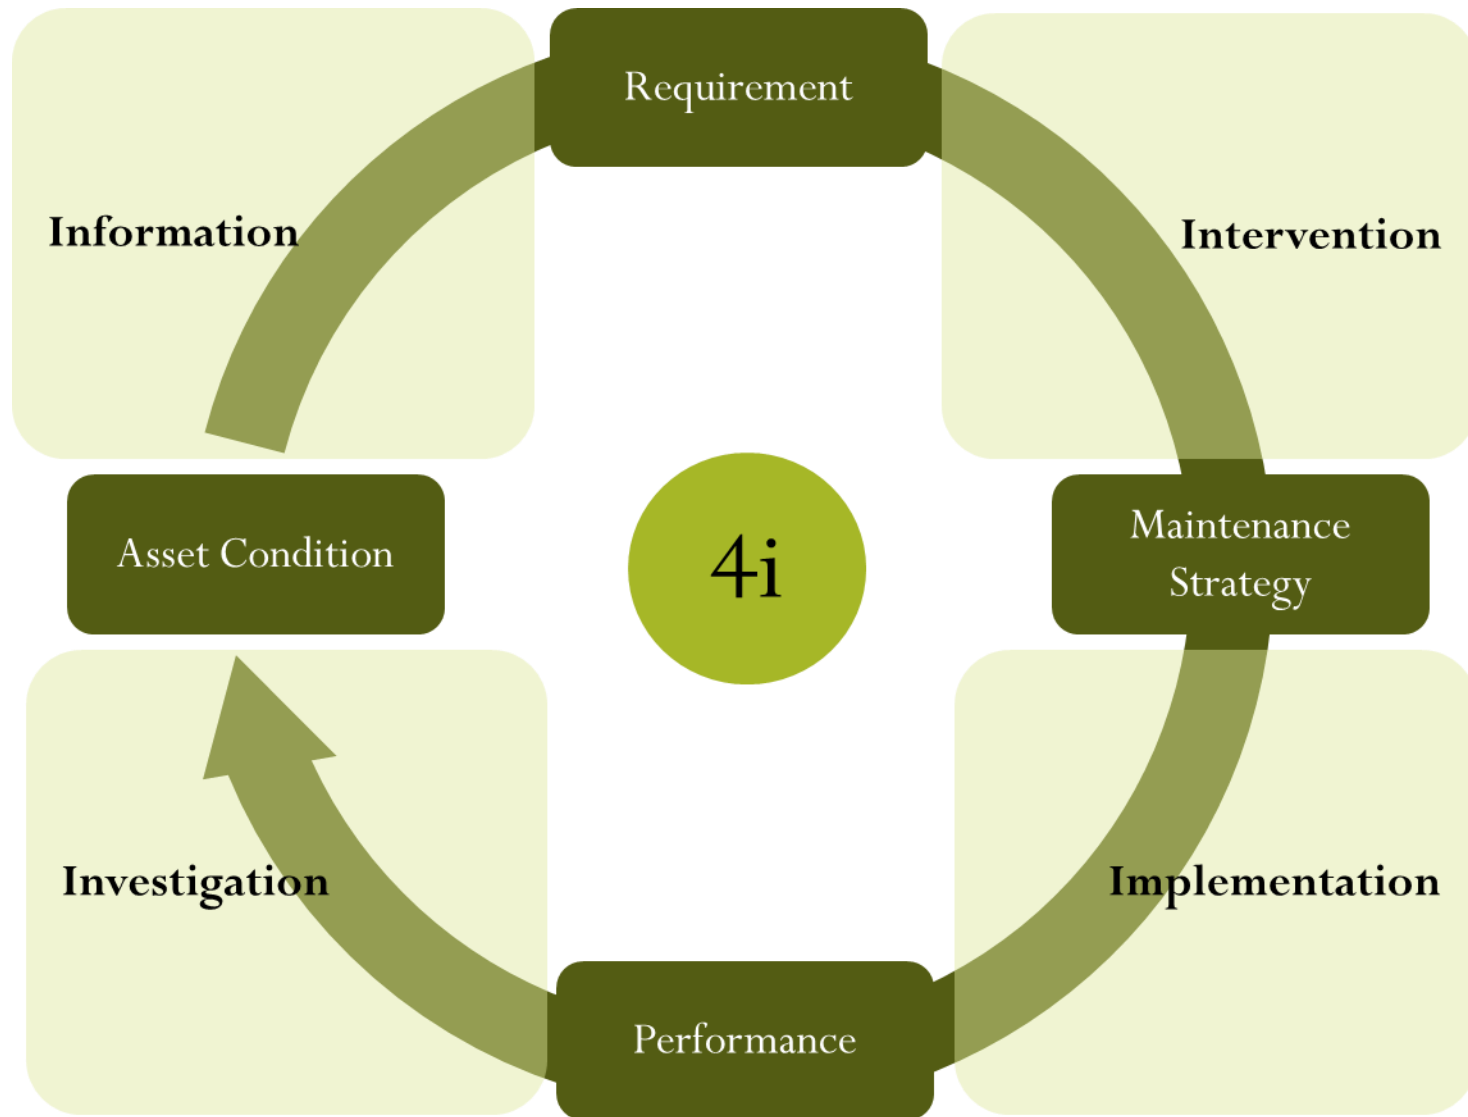 Requirement
Information
Intervention
Asset Condition
4i
Maintenance
Strategy
Investigation
Implementation
Performance